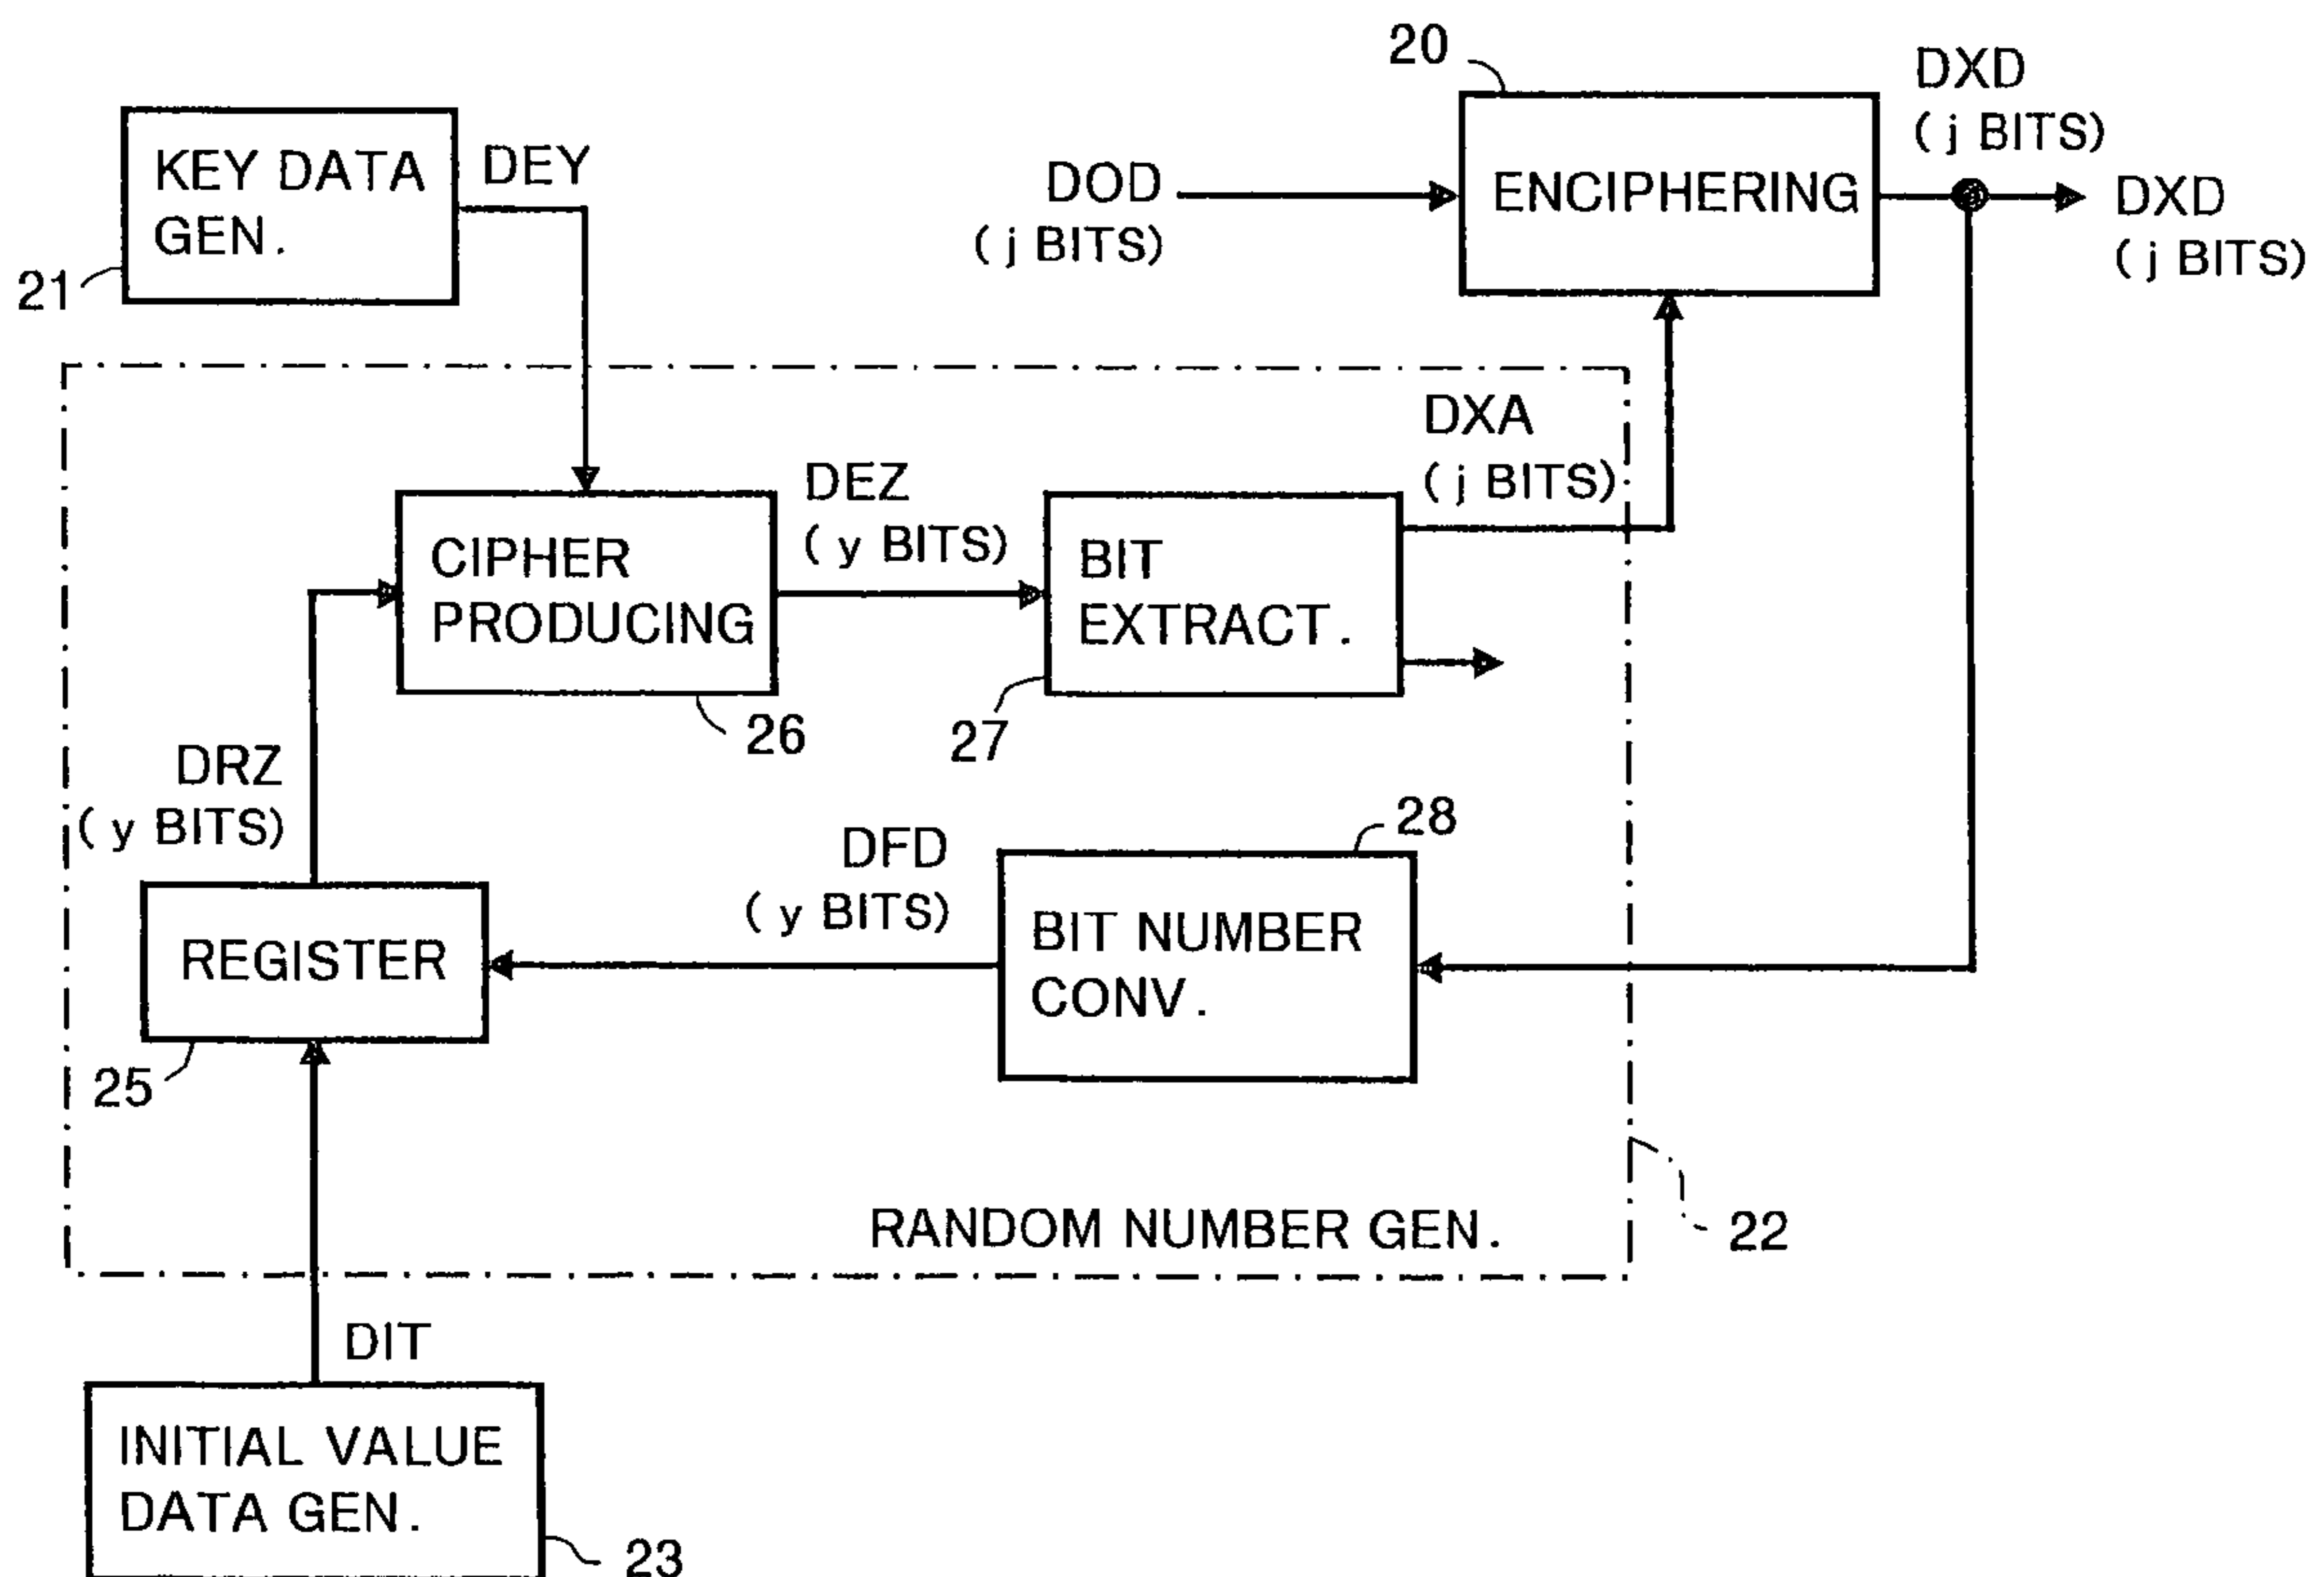 20
DXD
( j BITS)
KEY DATA
GEN.
DEY
21
DOD
( j BITS)
ENCIPHERING
DXD
( j BITS)
DXA
( j BITS)
CIPHER
PRODUCING
DEZ
( y BITS)
BIT
EXTRACT.
26
27
DRZ
( y BITS)
28
DFD
( y BITS)
REGISTER
BIT NUMBER
CONV.
25
RANDOM NUMBER GEN.
22
DIT
INITIAL VALUE
DATA GEN.
23